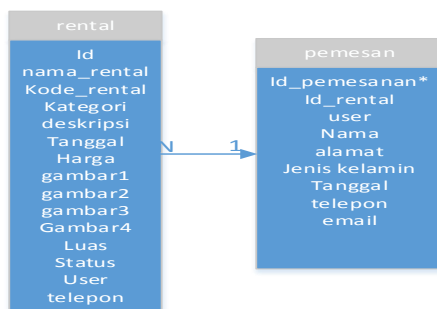 rental
Id
nama_rental
Kode_rental
Kategori
deskripsi
Tanggal
Harga
gambar1
gambar2
gambar3
Gambar4
Luas
Status
User
telepon
N
1
pemesan
Id_pemesanan*
Id_rental
user
Nama
alamat
Jenis kelamin
Tanggal
telepon
email